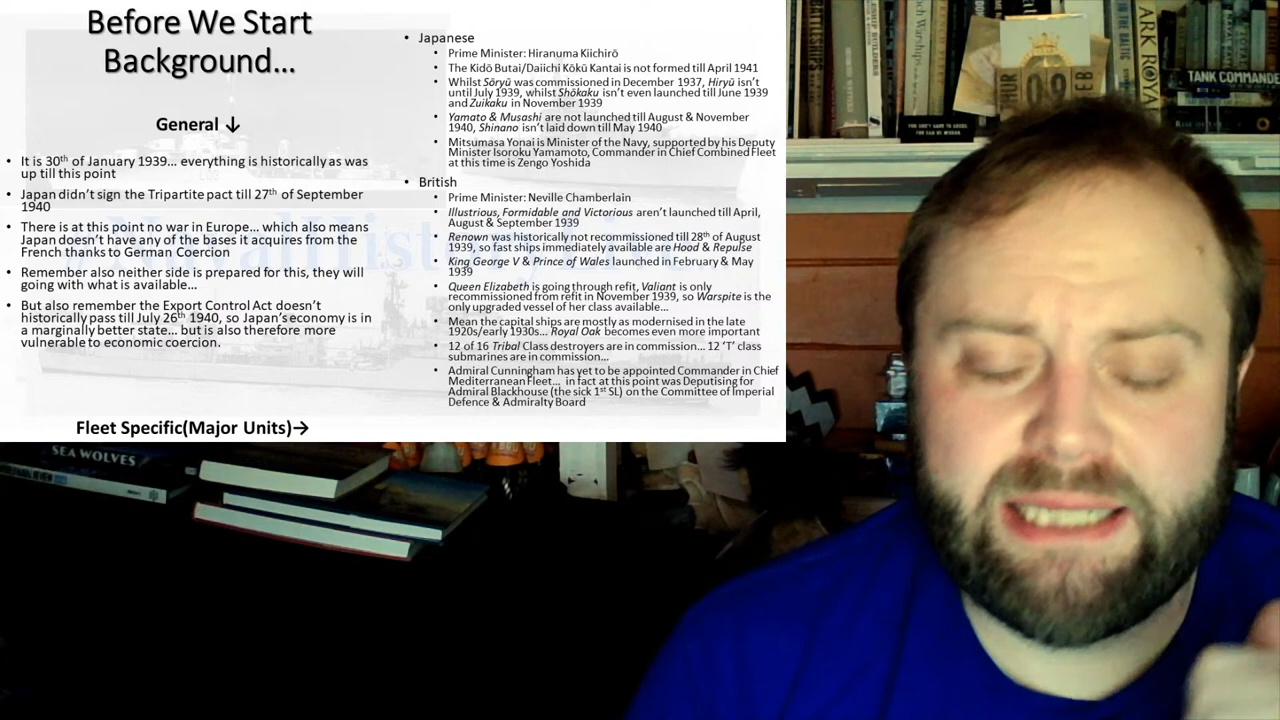 Before We Start
Background...
General ↓
• It is 30th of January 1939... everything is historically as was
up till this point
• Japan didn't sign the Tripartite pact till 27th of September
1940
• There is at this point no war in Europe... which also means
Japan doesn't have any of the bases it acquires from the
French thanks to German Coercion
• Remember also neither side is prepared for this, they will
going with what is available...
• But also remember the Export Control Act doesn't
historically pass till July 26th 1940, so Japan's economy is in
a marginally better state... but is also therefore more
vulnerable to economic coercion.
Fleet Specific(Major Units)→
• Japanese
• Prime Minister: Hiranuma Kiichirō
• The Kidō Butai/Daiichi Kōkū Kantai is not formed till April 1941
• Whilst Sōryū was commissioned in December 1937, Hiryū isn't
until July 1939, whilst Shōkaku isn't even launched till June 1939
and Zuikaku in November 1939
• Yamato & Musashi are not launched till August & November
1940, Shinano isn't laid down till May 1940
• Mitsumasa Yonai is Minister of the Navy, supported by his Deputy
Minister Isoroku Yamamoto, Commander in Chief Combined Fleet
at this time is Zengo Yoshida
• British
• Prime Minister: Neville Chamberlain
• Illustrious, Formidable and Victorious aren't launched till April,
August & September 1939
• Renown was historically not recommissioned till 28th of August
1939, so fast ships immediately available are Hood & Repulse
• King George V & Prince of Wales launched in February & May
1939
• Queen Elizabeth is going through refit, Valiant is only
recommissioned from refit in November 1939, so Warspite is the
only upgraded vessel of her class available...
• Mean the capital ships are mostly as modernised in the late
1920s/early 1930s... Royal Oak becomes even more important
• 12 of 16 Tribal Class destroyers are in commission... 12 'T' class
submarines are in commission...
• Admiral Cunningham has yet to be appointed Commander in Chief
Mediterranean Fleet... in fact at this point was Deputising for
Admiral Blackhouse (the sick 1st SL) on the Committee of Imperial
Defence & Admiralty Board
THUR
09
FEB
IN THE BALTIC
ARK ROYAL
TANK COMMANDE
SEA WOLVES